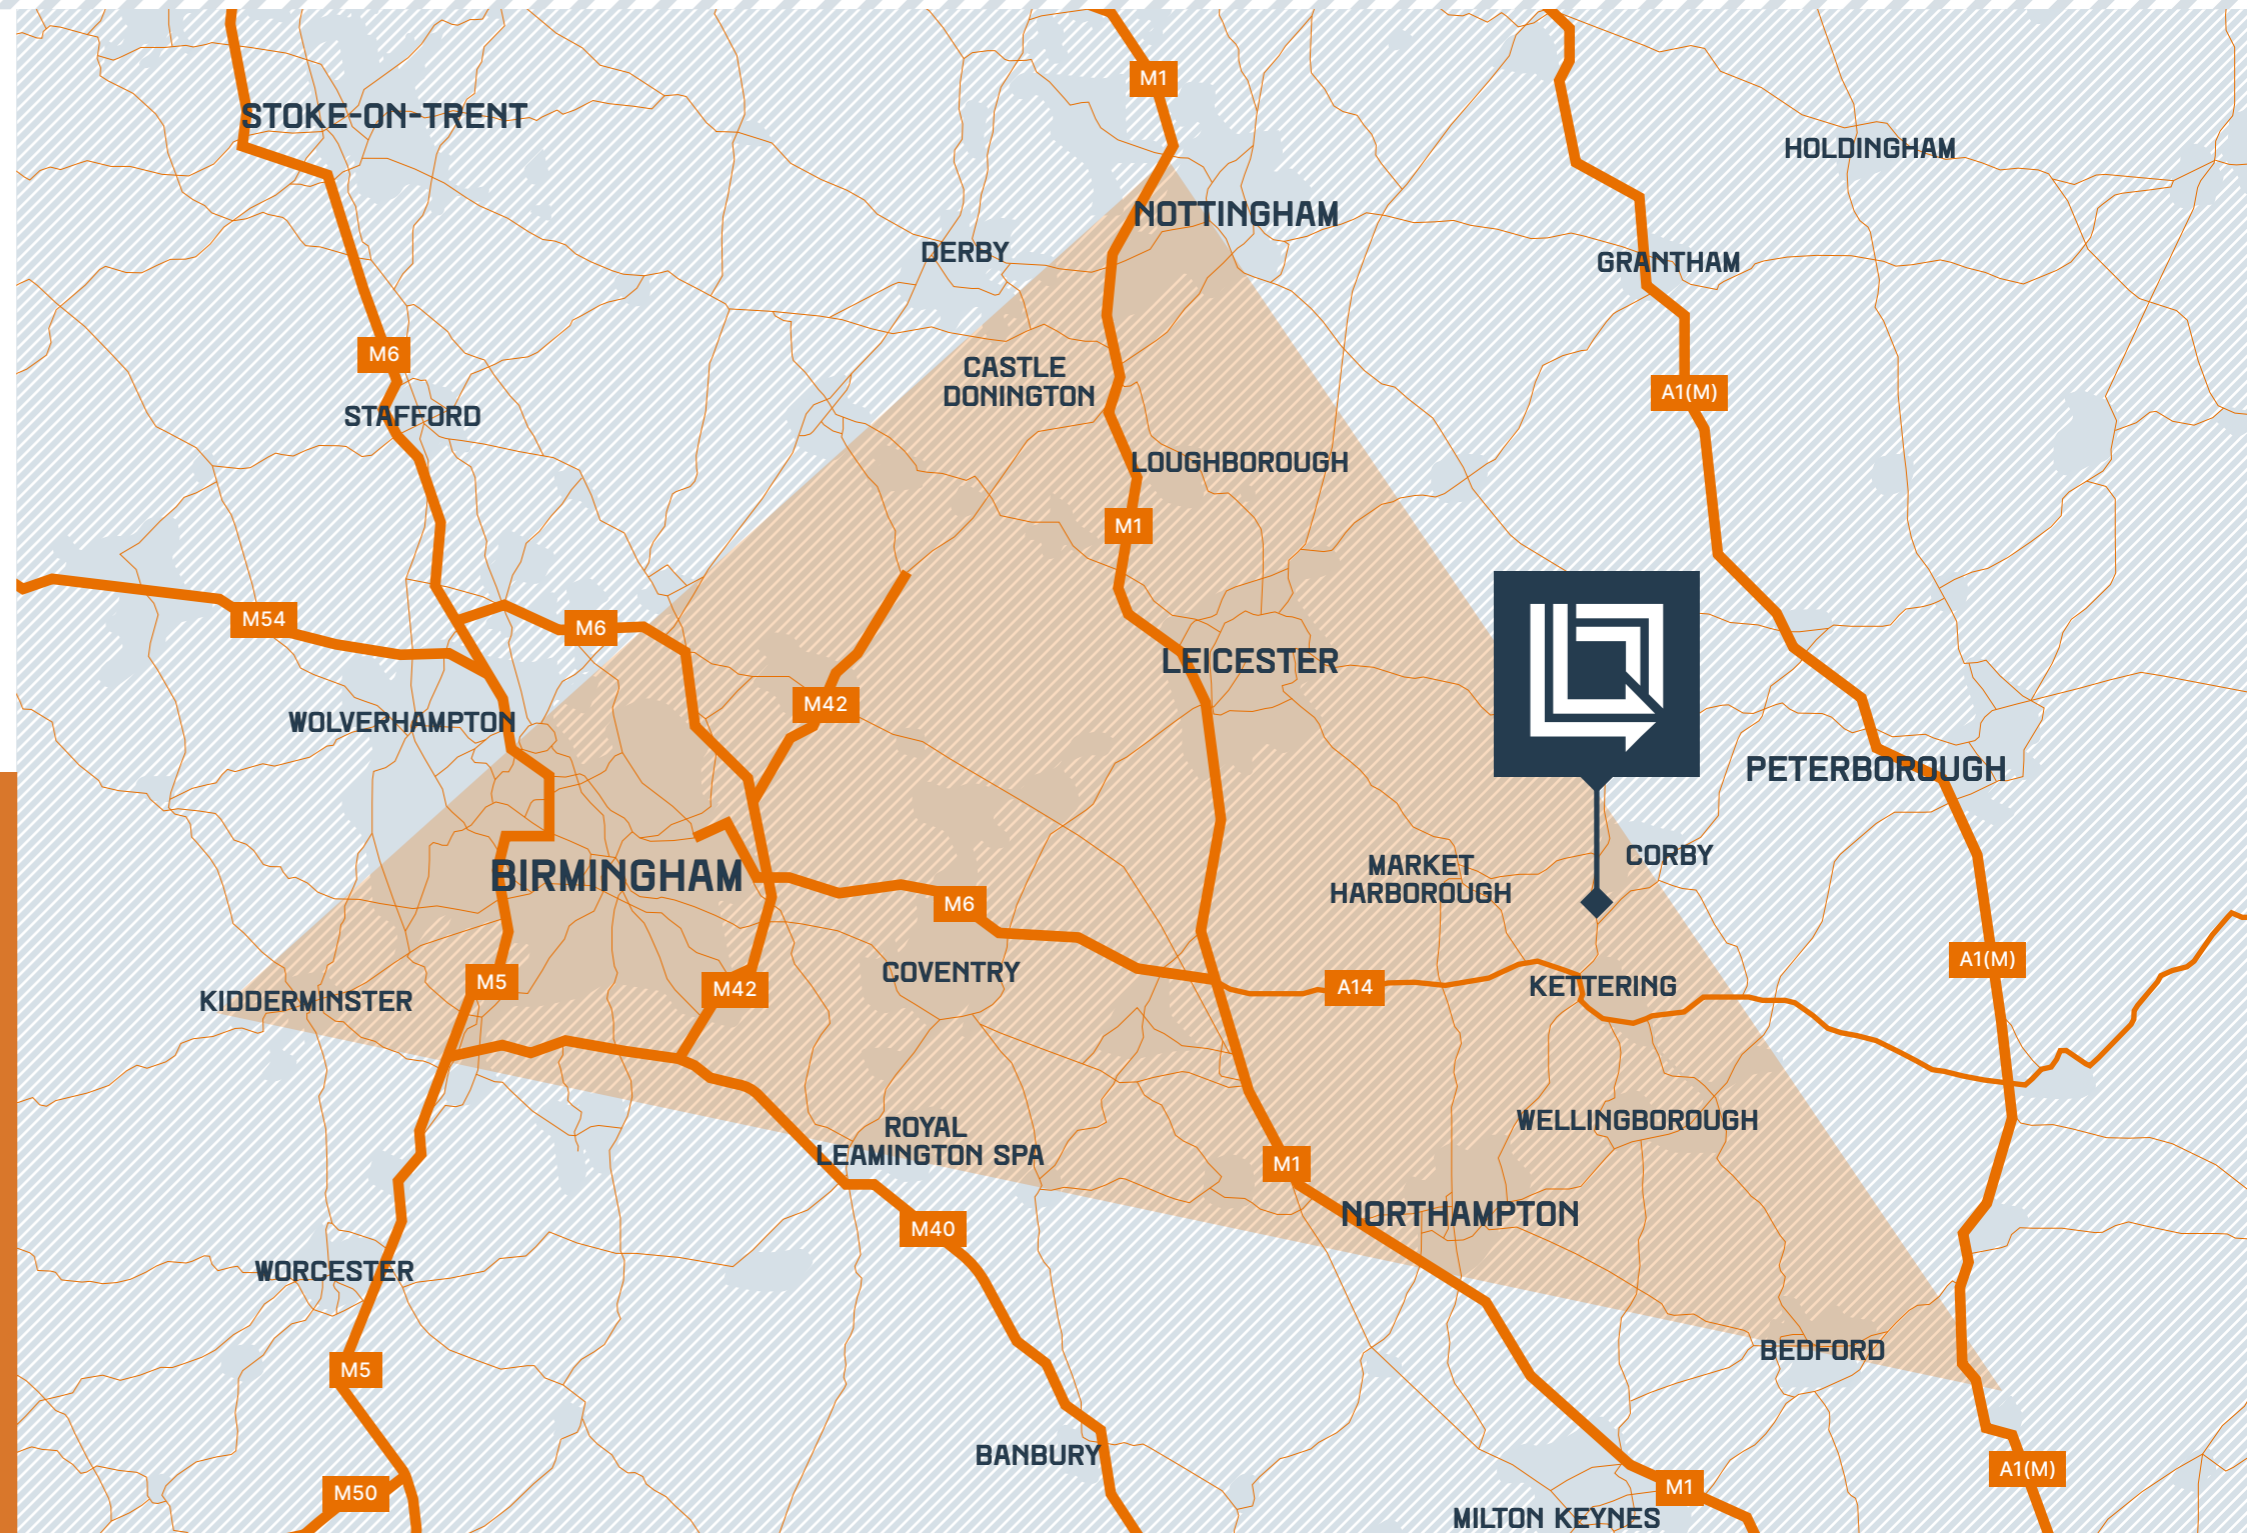 M1
STOKE-ON-TRENT
HOLDINGHAM
NOTTINGHAM
DERBY
GRANTHAM
M6
CASTLE
DONINGTON
A1(M)
STAFFORD
LOUGHBOROUGH
M1
M54
M6
LEICESTER
M42
WOLVERHAMPTON
PETERBOROUGH
CORBY
MARKET
HARBOROUGH
BIRMINGHAM
M6
A1(M)
COVENTRY
M5
M42
A14
KETTERING
KIDDERMINSTER
WELLINGBOROUGH
ROYAL
LEAMINGTON SPA
M1
NORTHAMPTON
M40
WORCESTER
BEDFORD
M5
BANBURY
A1(M)
M50
M1
MILTON KEYNES